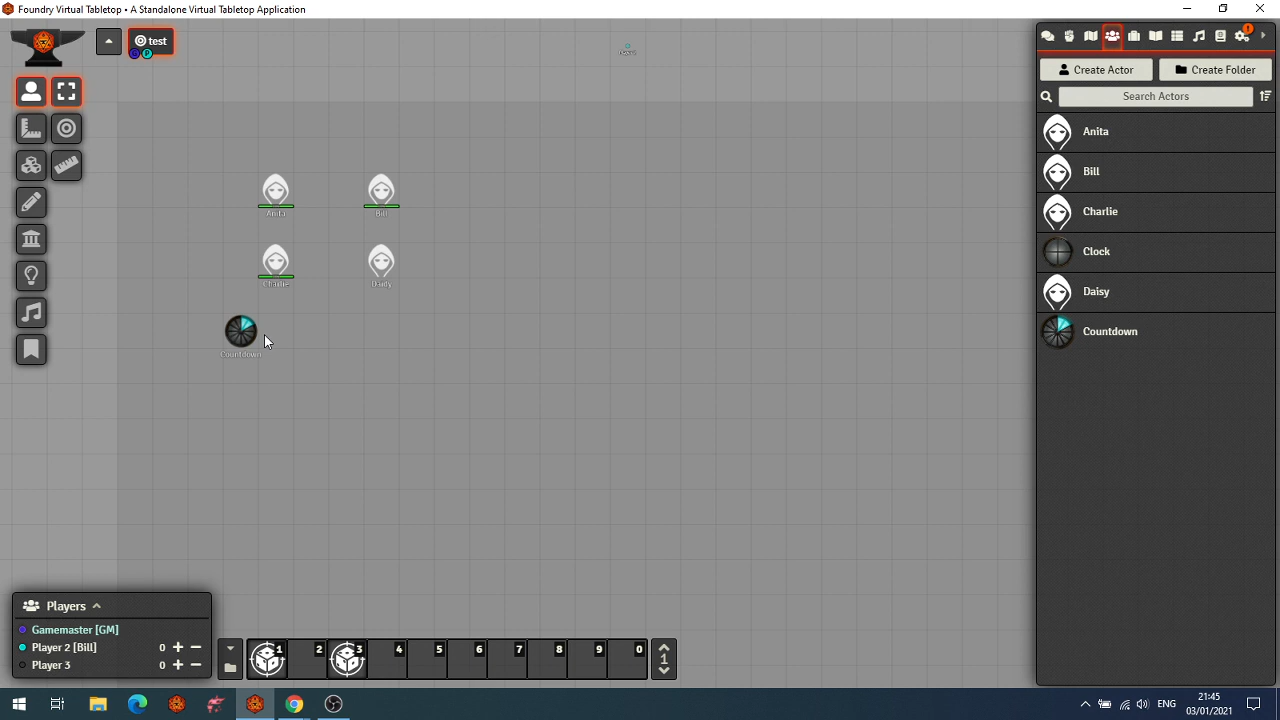 Foundry Virtual Tabletop • A Standalone Virtual Tabletop Application
test
G
P
Create Actor
Create Folder
Search Actors
Anita
Bill
Charlie
Clock
Daisy
Countdown
Anita
Bill
Charlie
Countdown
Players
Gamemaster [GM]
Player 2 [Bill]
0
Player 3
0
1
2
3
4
5
6
7
8
9
0
1
ENG
21:45
03/01/2021